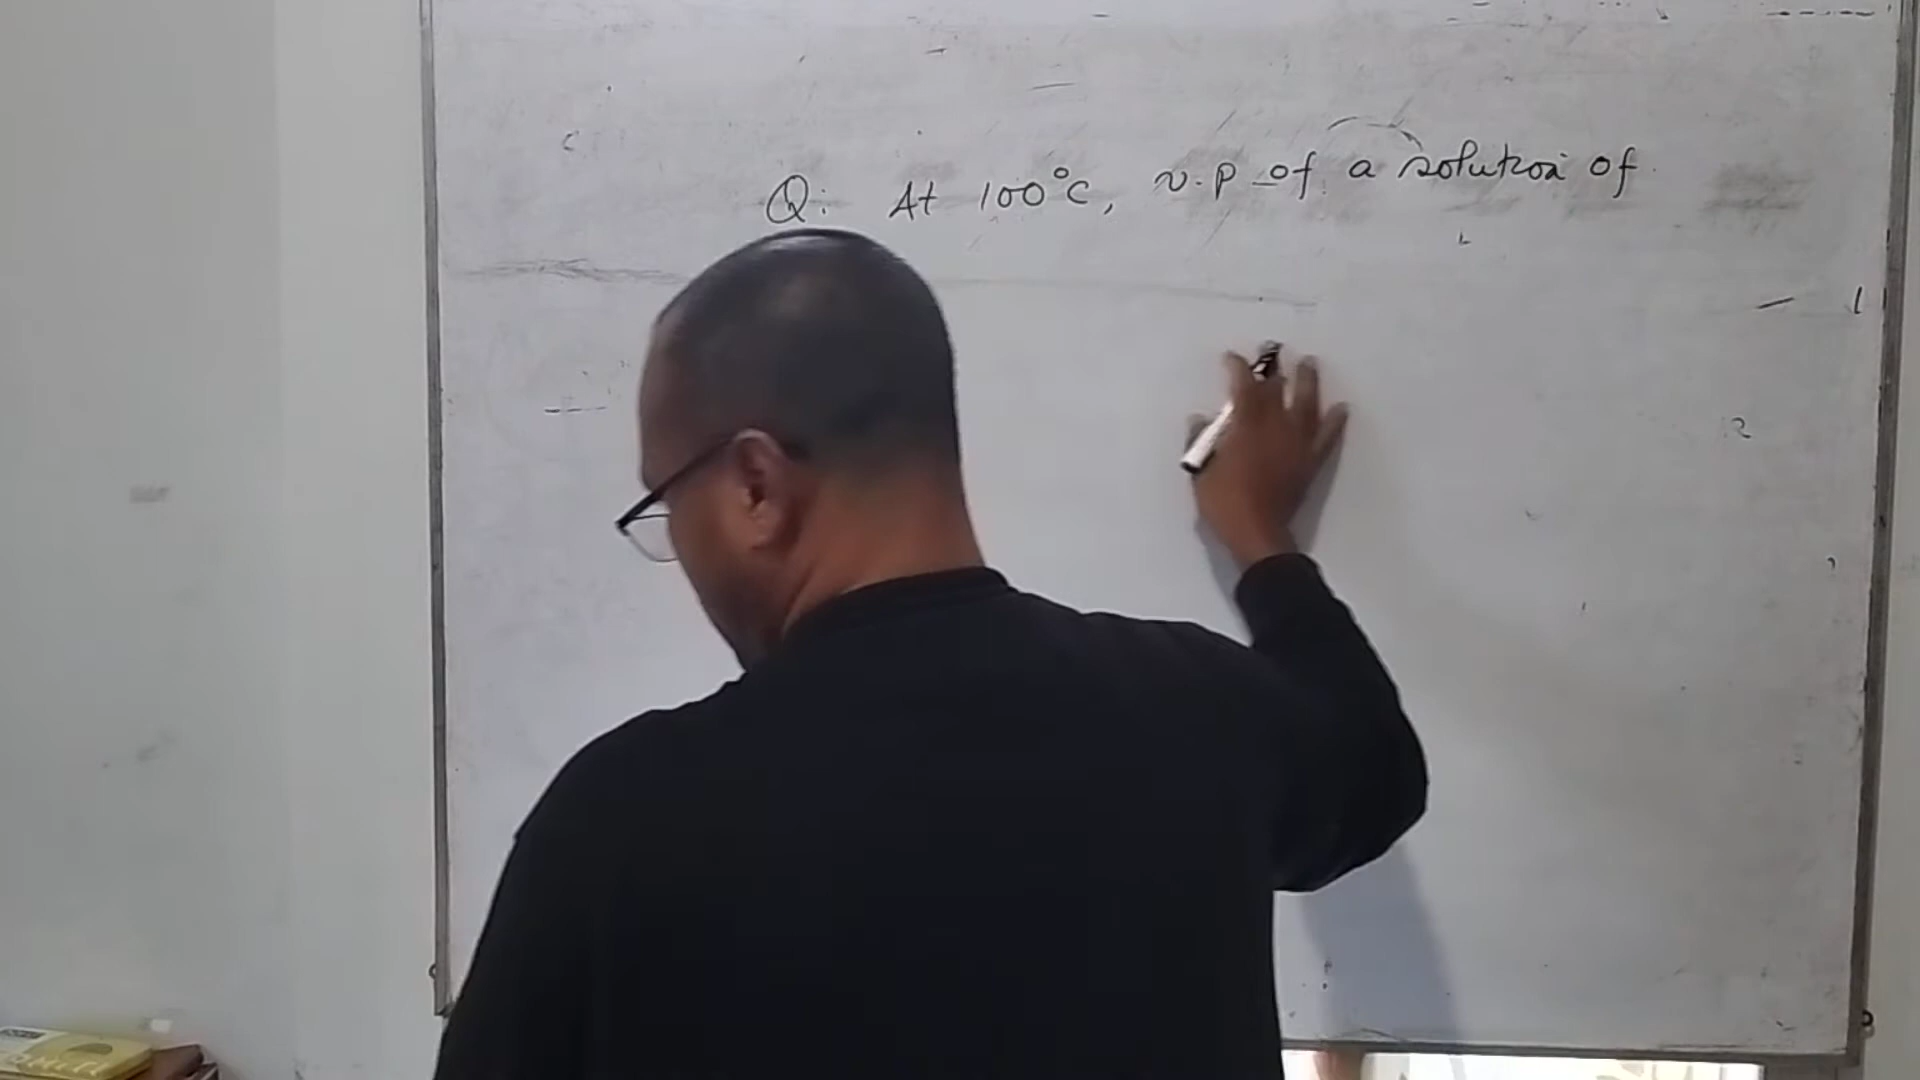 Q: At 100°C, v.p of a solution of